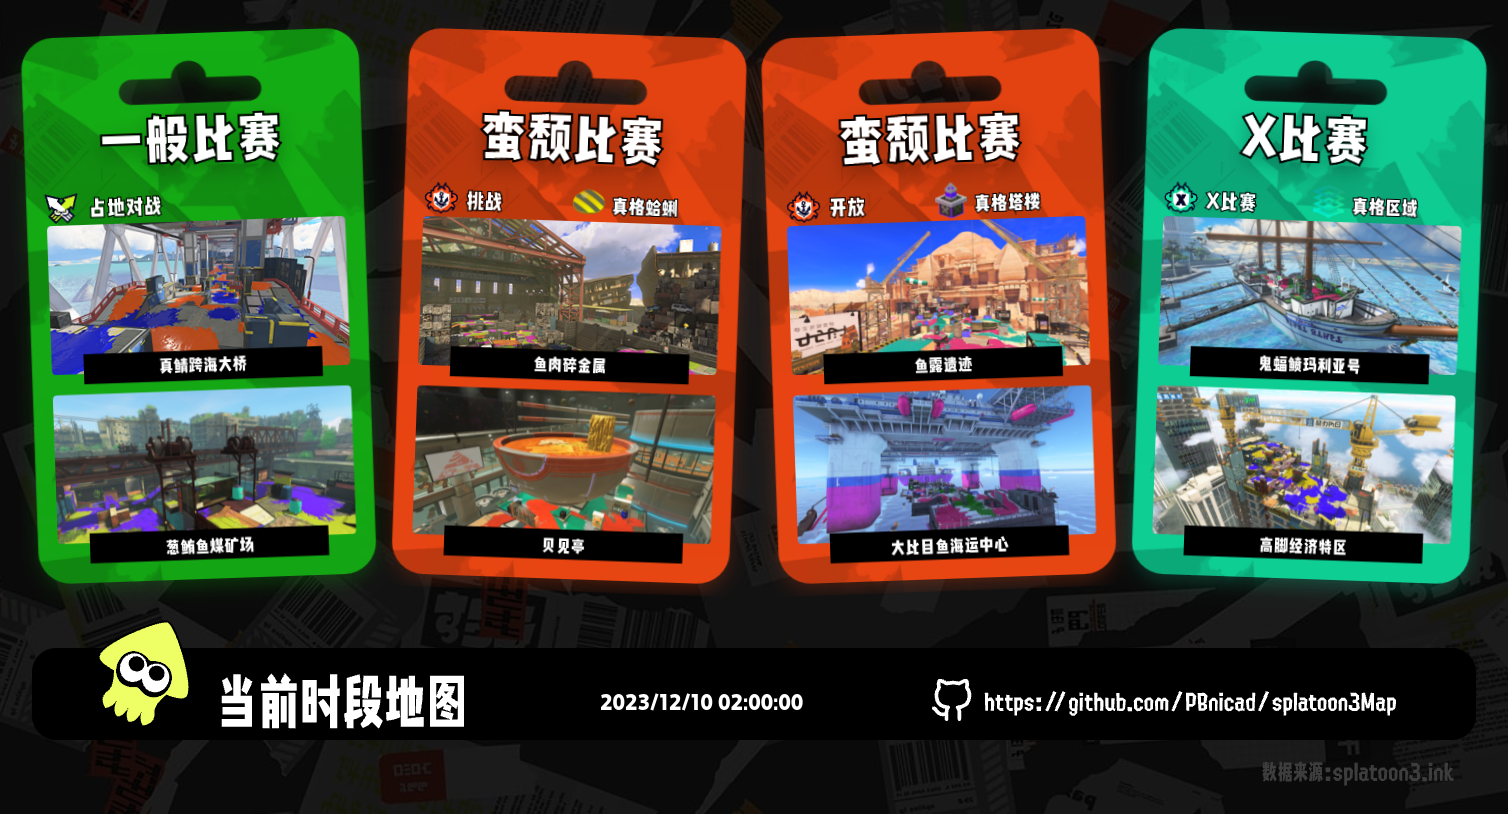 一般比赛
占地对战
真鲭跨海大桥
葱鲔鱼煤矿场
蛮颓比赛
挑战
真格蛤蜊
鱼肉碎金属
贝见亭
蛮颓比赛
开放
真格塔楼
鱼露遗迹
大比目鱼海运中心
X比赛
X比赛
真格区域
鬼蝠鲼玛利亚号
高脚经济特区
当前时段地图
2023/12/10 02:00:00
https://github.com/PBnicad/splatoon3Map
数据来源:splatoon3.ink